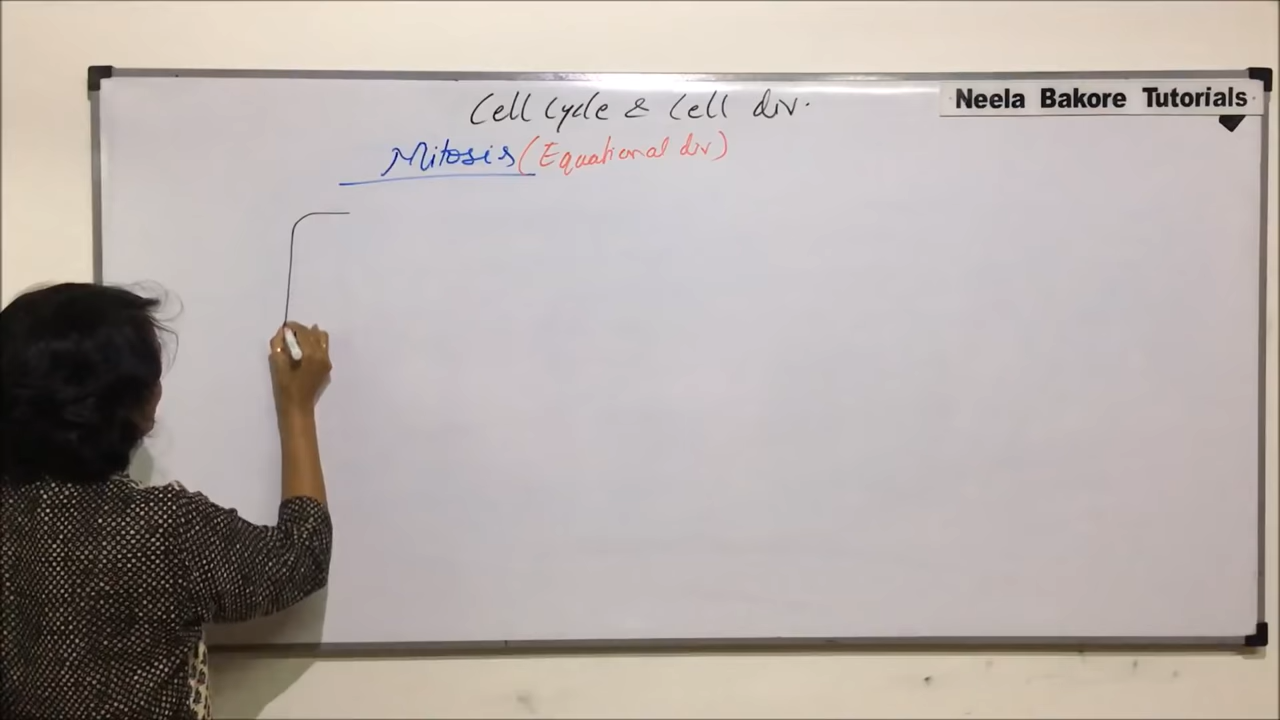 Neela Bakore Tutorials
Cell cycle & Cell div.
Mitosis (Equational div)